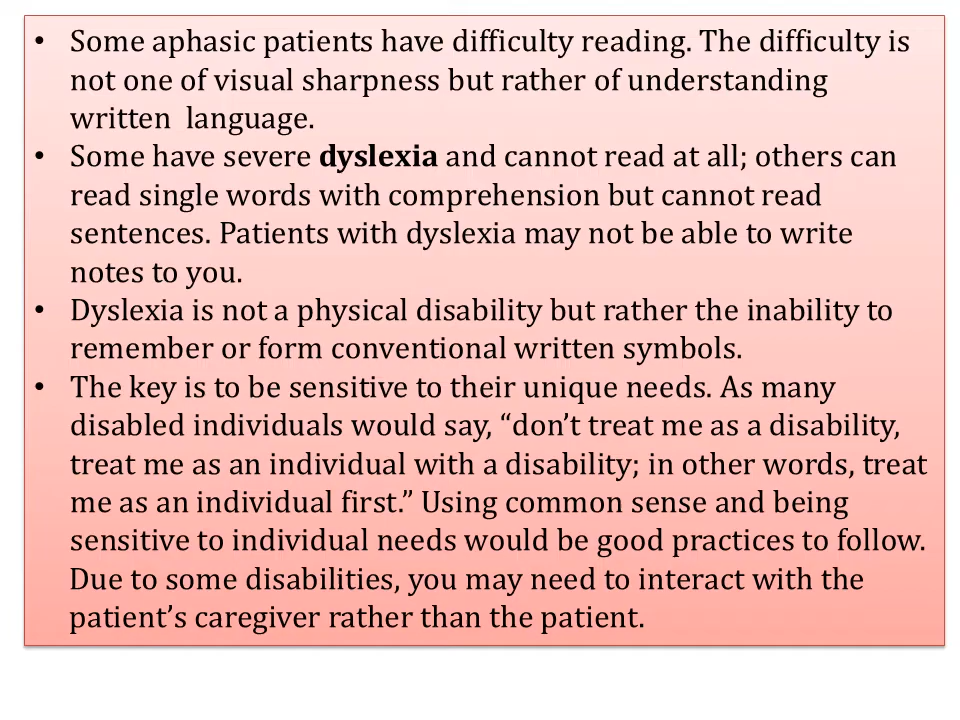 • Some aphasic patients have difficulty reading. The difficulty is
not one of visual sharpness but rather of understanding
written  language.
• Some have severe dyslexia and cannot read at all; others can
read single words with comprehension but cannot read
sentences. Patients with dyslexia may not be able to write
notes to you.
• Dyslexia is not a physical disability but rather the inability to
remember or form conventional written symbols.
• The key is to be sensitive to their unique needs. As many
disabled individuals would say, “don’t treat me as a disability,
treat me as an individual with a disability; in other words, treat
me as an individual first.” Using common sense and being
sensitive to individual needs would be good practices to follow.
Due to some disabilities, you may need to interact with the
patient’s caregiver rather than the patient.